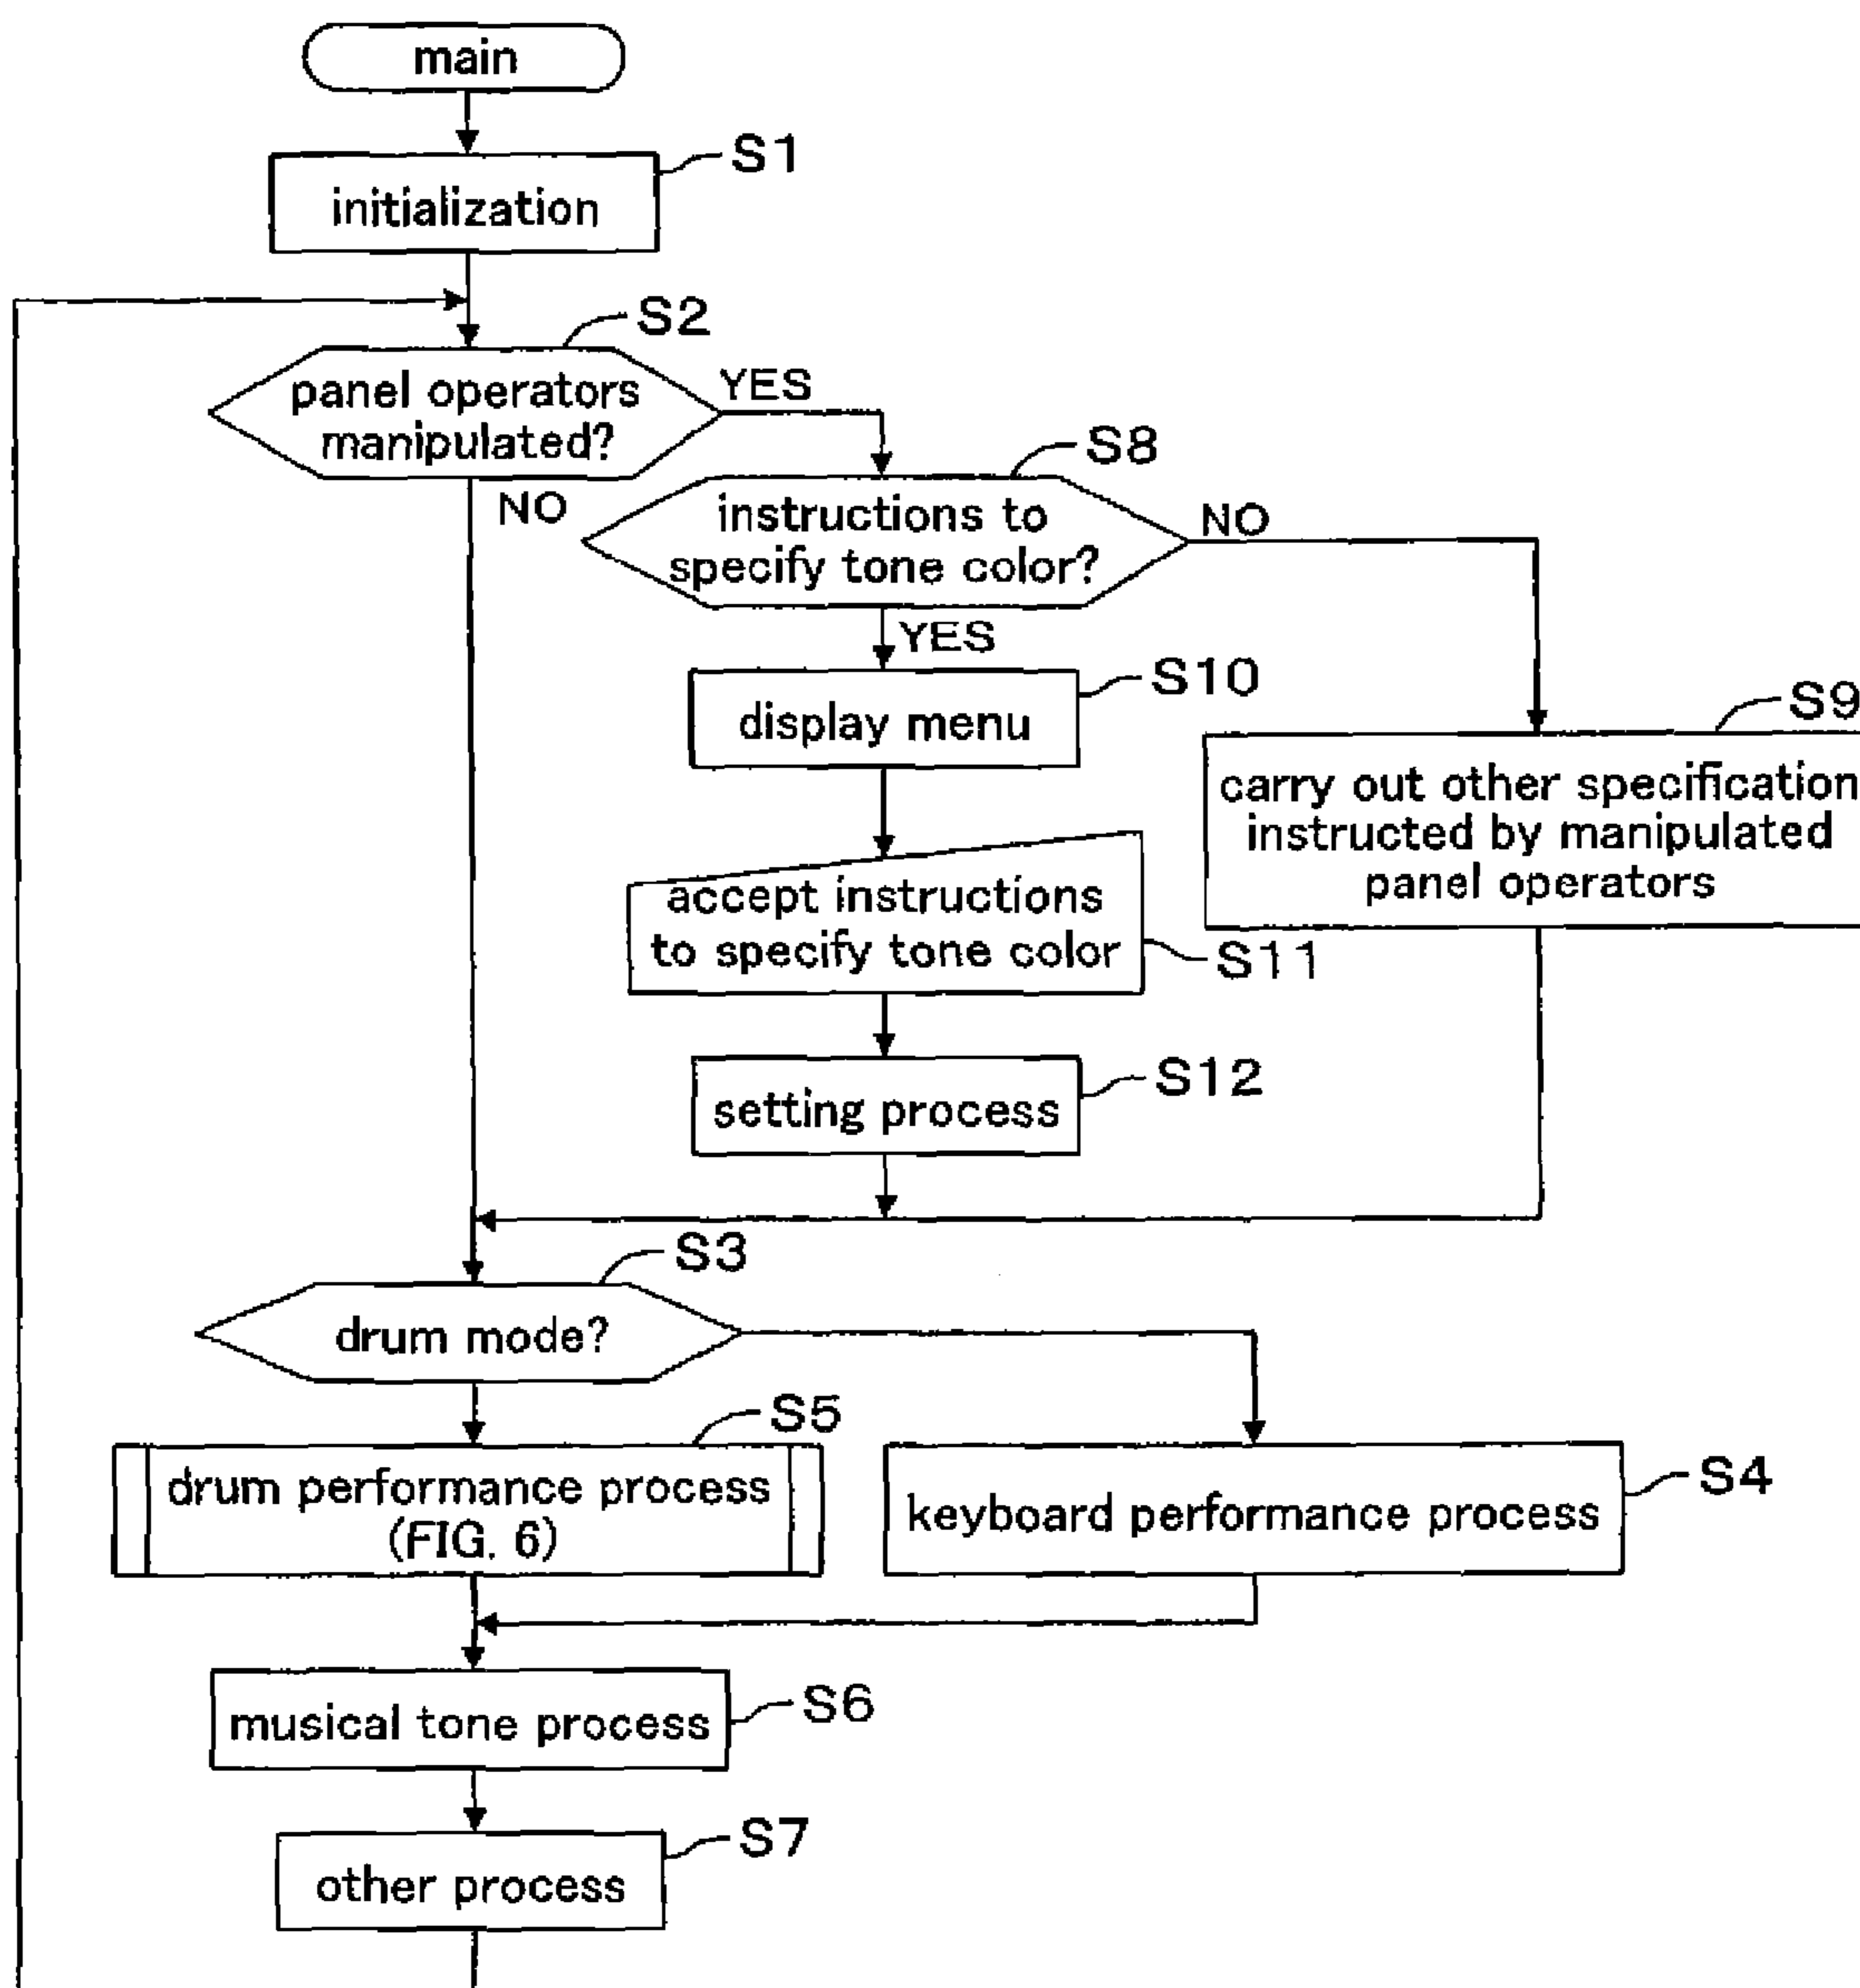 main
S1
initialization
S2
panel operators
manipulated?
YES
NO
S8
instructions to
specify tone color?
NO
YES
S10
display menu
S9
carry out other specification
instructed by manipulated
panel operators
accept instructions
to specify tone color
S11
S12
setting process
S3
drum mode?
S5
drum performance process
(FIG. 6)
S4
keyboard performance process
S6
musical tone process
S7
other process